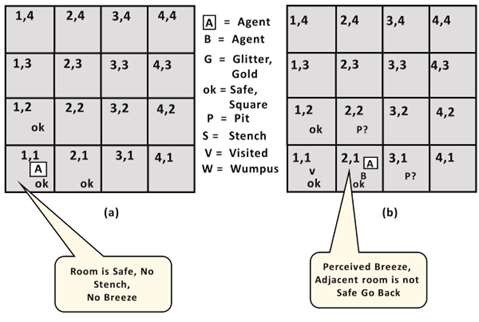 1,4 2,4 3,4 4,4
1,3 2,3 3,3 4,3
1,2 2,2 3,2 4,2
ok
1,1 2,1 3,1 4,1
A
ok ok
(a)
Room is Safe, No
Stench,
No Breeze
A = Agent
B = Agent
G = Glitter,
Gold
ok = Safe,
Square
P = Pit
S = Stench
V = Visited
W = Wumpus
1,4 2,4 3,4 4,4
1,3 2,3 3,3 4,3
1,2 2,2 3,2 4,2
ok P?
1,1 2,1 A 3,1 4,1
v B P?
ok ok
(b)
Perceived Breeze,
Adjacent room is not
Safe Go Back